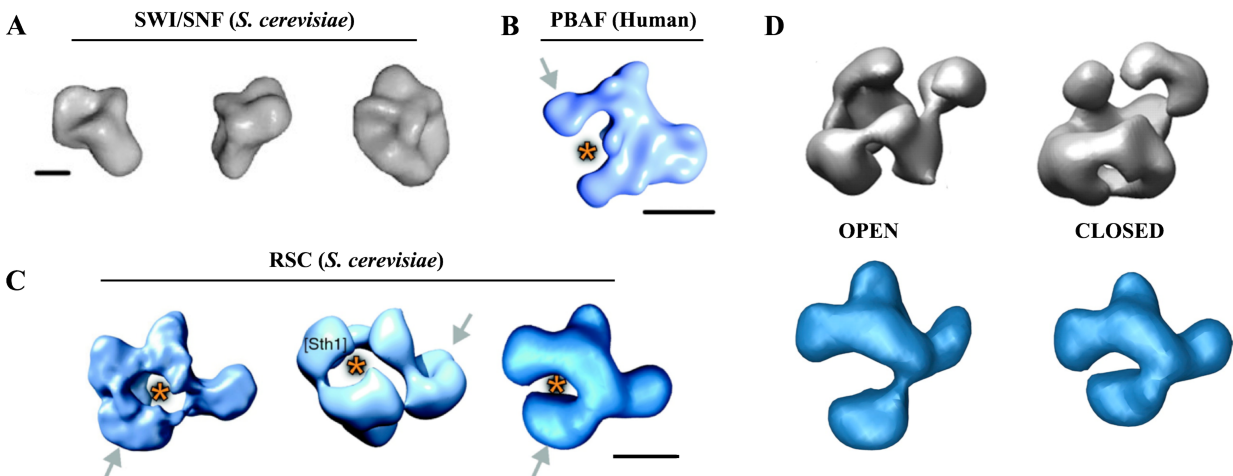 A
SWI/SNF (S. cerevisiae)
B
PBAF (Human)
D
*
OPEN
CLOSED
C
RSC (S. cerevisiae)
[Sth1]
*
*
*